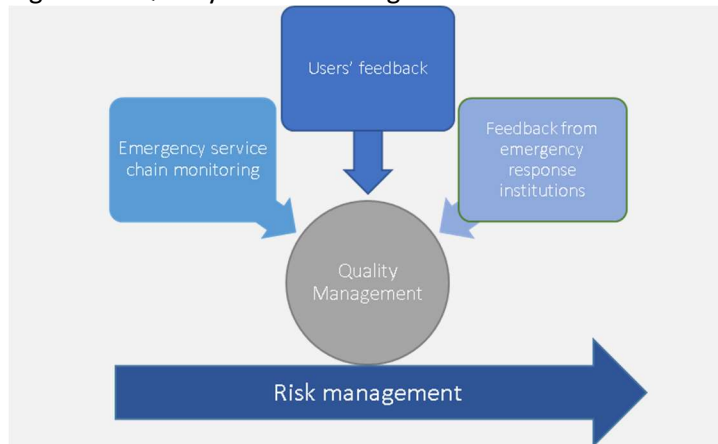 Users' feedback
Emergency service
chain monitoring
Feedback from
emergency
response
institutions
Quality
Management
Risk management